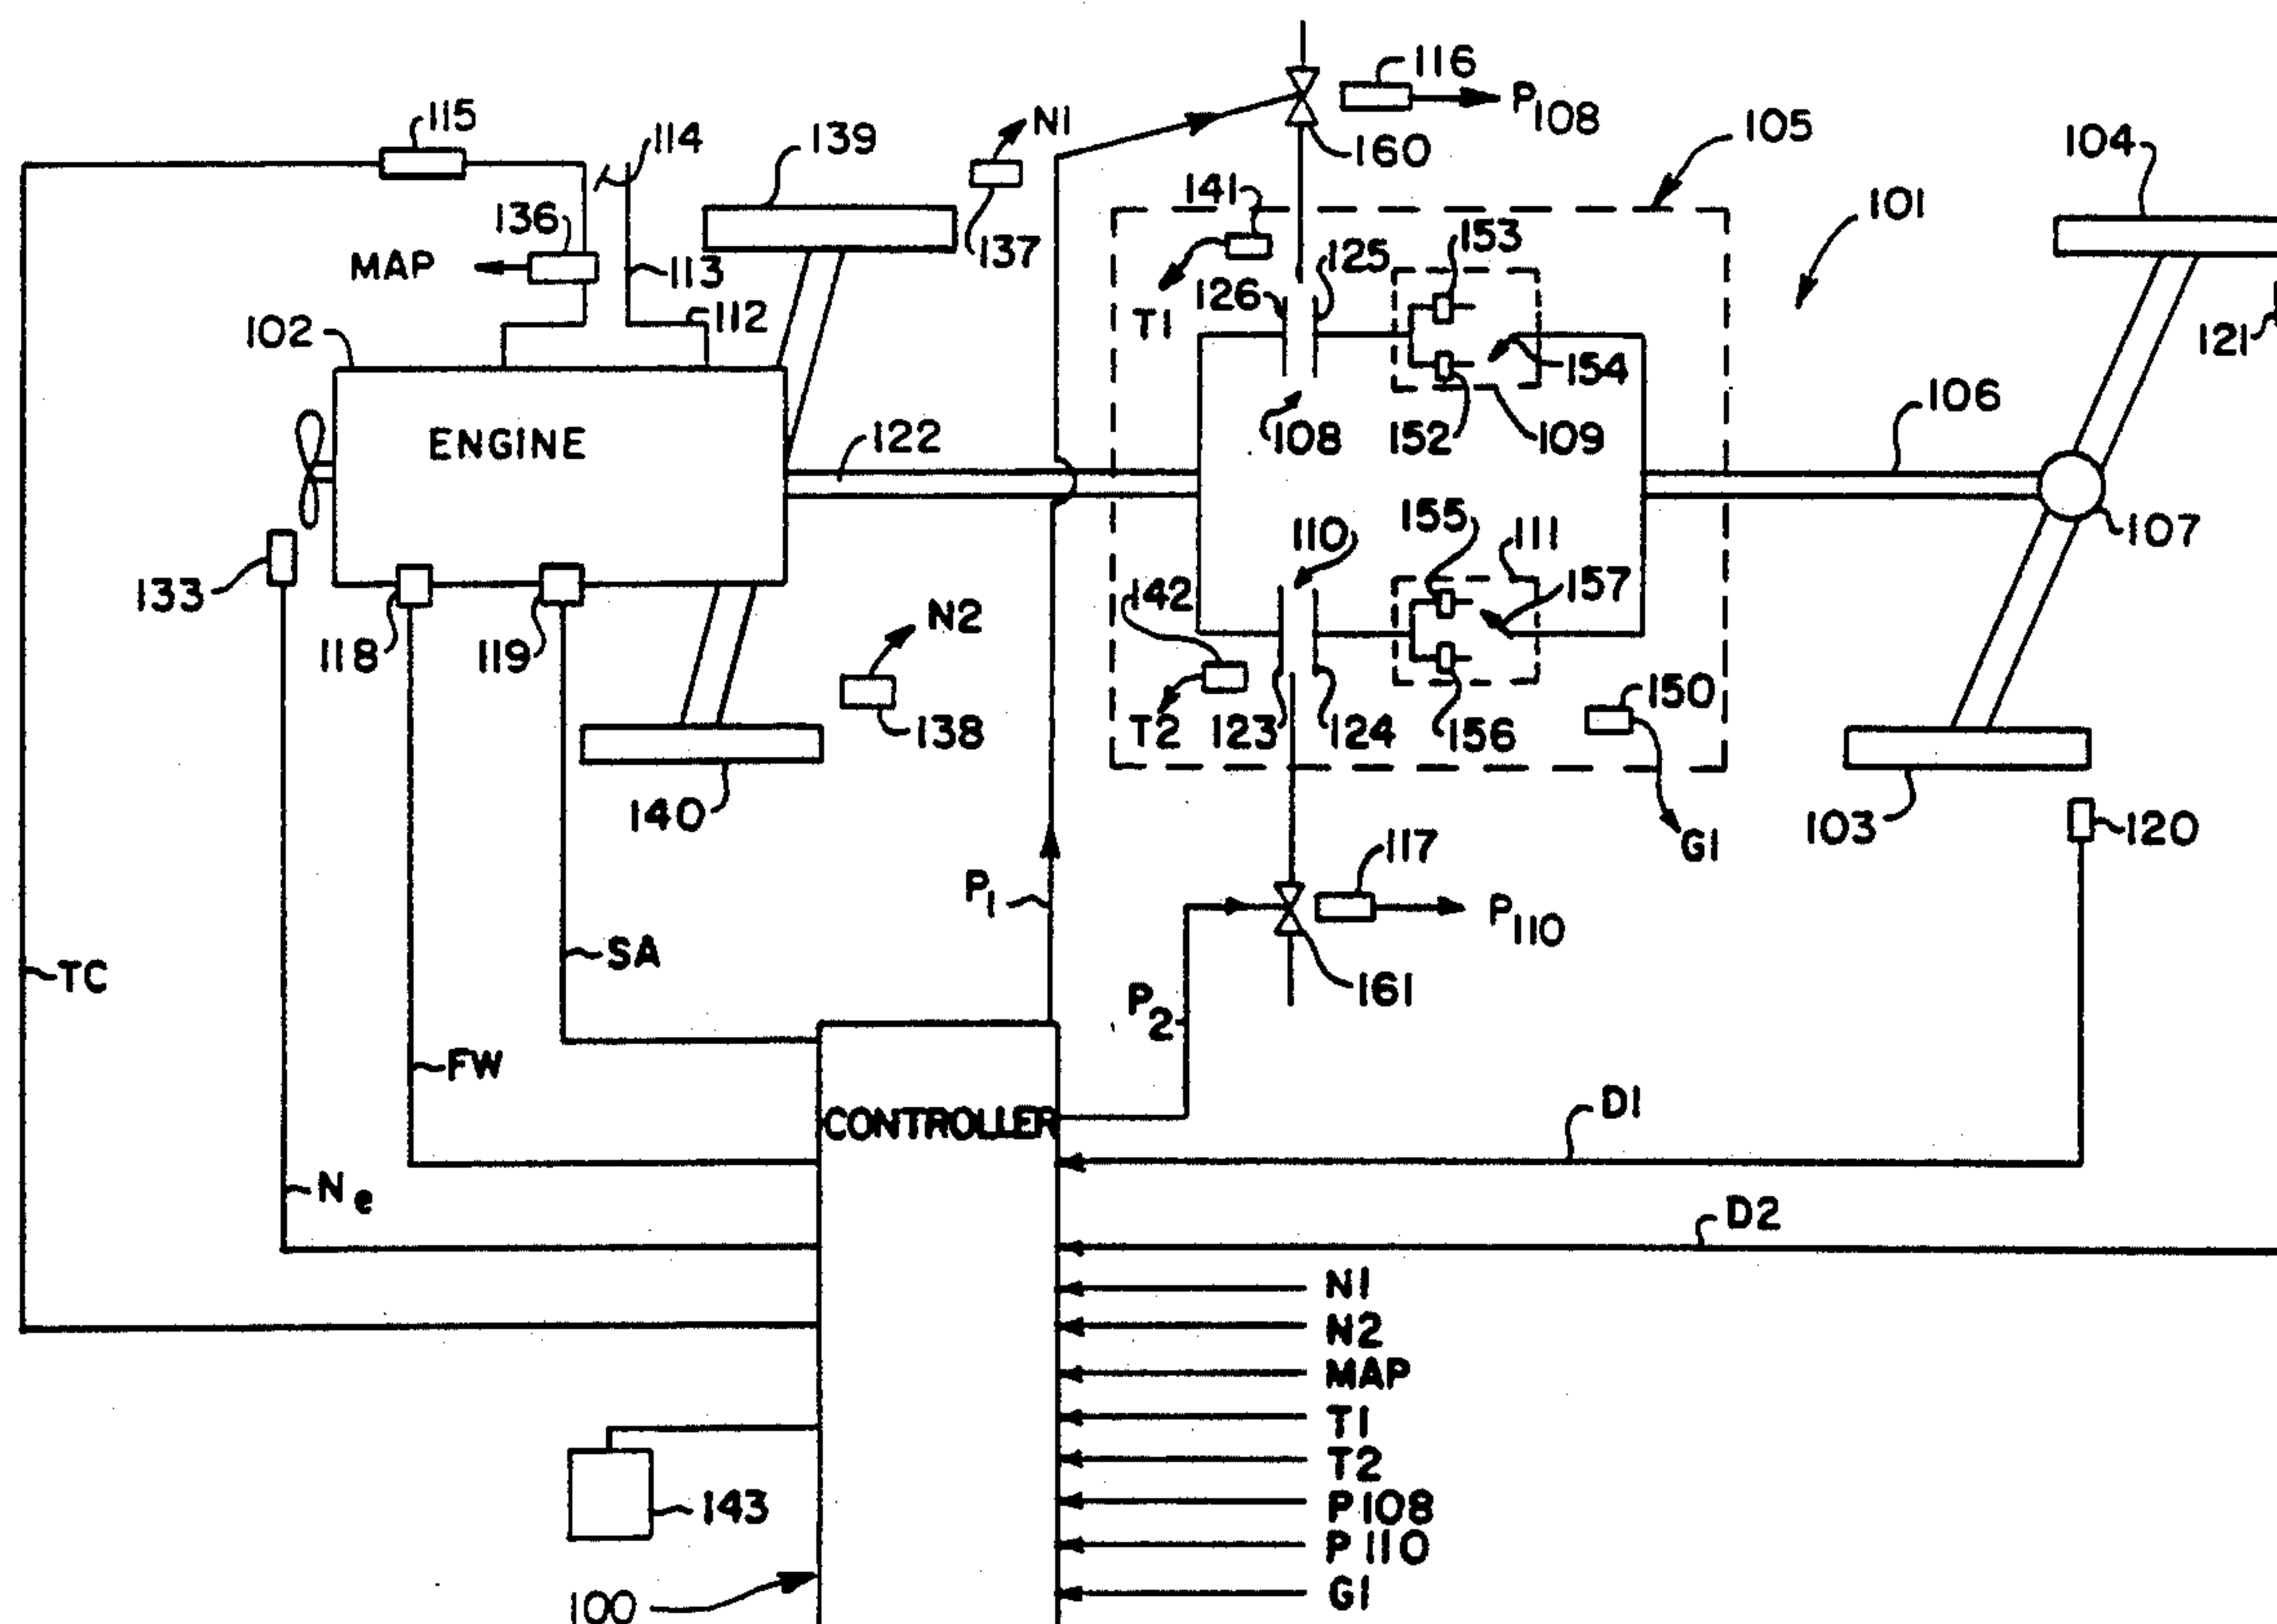 116
P108
115
114
139
N1
160
105
104
141
101
136
137
153
MAP
113
125
126
T1
102
112
154
121
106
ENGINE
122
108
152
109
155
110
111
107
133
142
157
N2
118
119
150
T2
123
124
156
138
140
103
120
117
G1
P1
P110
SA
TC
161
P2
FW
CONTROLLER
D1
Ne
D2
N1
N2
MAP
T1
T2
P108
143
P110
G1
100